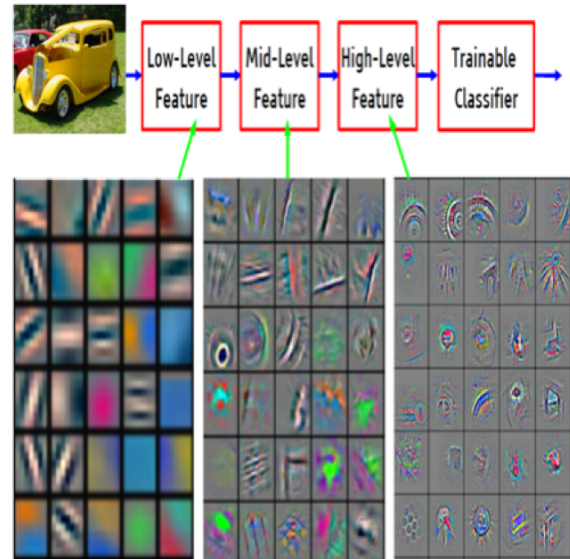 Low-Level
Feature
Mid-Level
Feature
High-Level
Feature
Trainable
Classifier